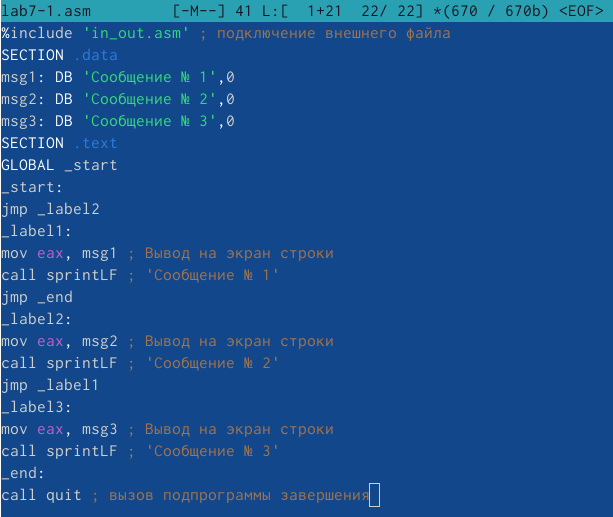 lab7-1.asm [-M--] 41 L:[ 1+21 22/ 22] *(670 / 670b) <EOF>
%include 'in_out.asm' ; подключение внешнего файла
SECTION .data
msg1: DB 'Сообщение № 1',0
msg2: DB 'Сообщение № 2',0
msg3: DB 'Сообщение № 3',0
SECTION .text
GLOBAL _start
_start:
jmp _label2
_label1:
mov eax, msg1 ; Вывод на экран строки
call sprintLF ; 'Сообщение № 1'
jmp _end
_label2:
mov eax, msg2 ; Вывод на экран строки
call sprintLF ; 'Сообщение № 2'
jmp _label1
_label3:
mov eax, msg3 ; Вывод на экран строки
call sprintLF ; 'Сообщение № 3'
_end:
call quit ; вызов подпрограммы завершения